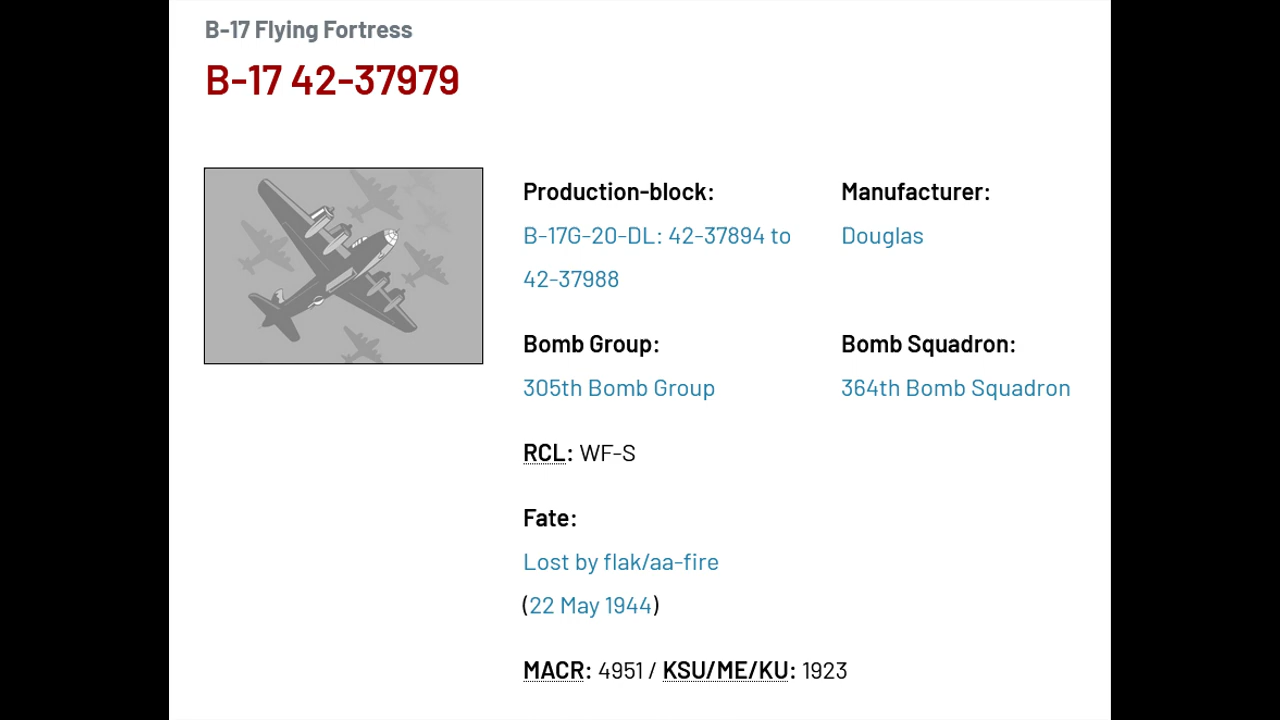 B-17 Flying Fortress
B-17 42-37979
Production-block:
B-17G-20-DL: 42-37894 to
42-37988
Manufacturer:
Douglas
Bomb Group:
305th Bomb Group
Bomb Squadron:
364th Bomb Squadron
RCL: WF-S
Fate:
Lost by flak/aa-fire
(22 May 1944)
MACR: 4951 / KSU/ME/KU: 1923